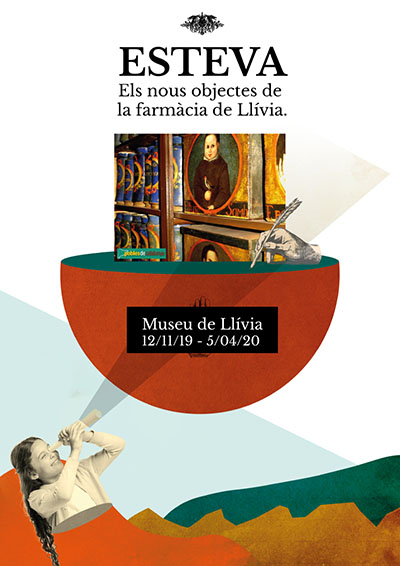 ESTEVA
Els nous objectes de
la farmàcia de Llívia.
Museu de Llívia
12/11/19 - 5/04/20